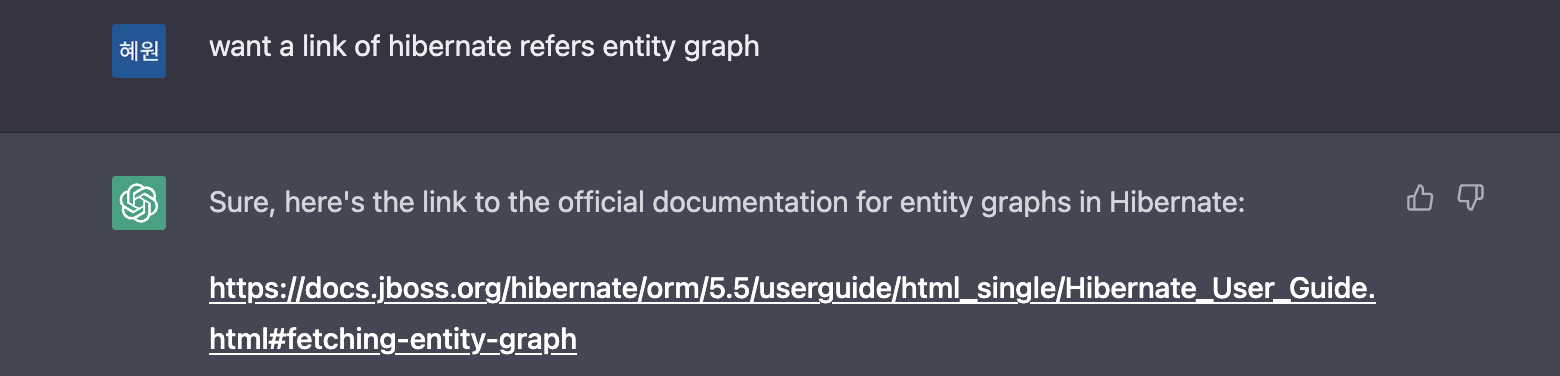 혜원
want a link of hibernate refers entity graph
Sure, here's the link to the official documentation for entity graphs in Hibernate:
https://docs.jboss.org/hibernate/orm/5.5/userguide/html_single/Hibernate_User_Guide.
html#fetching-entity-graph